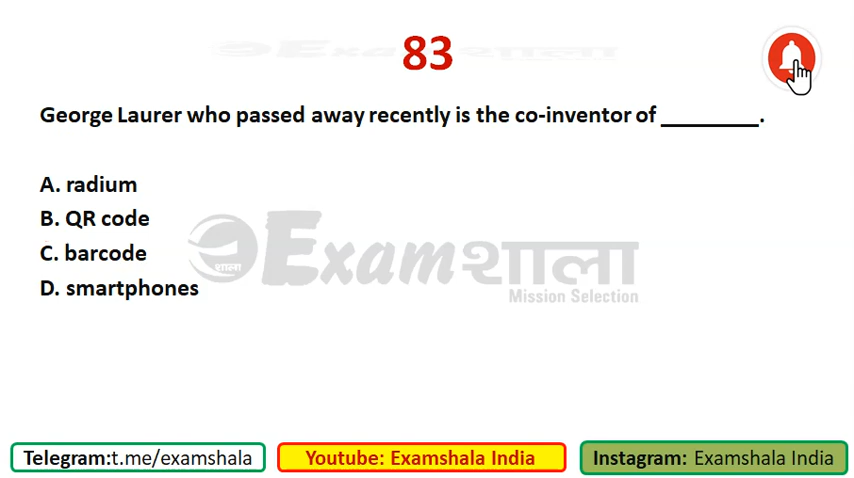 83
George Laurer who passed away recently is the co-inventor of ________.
A. radium
B. QR code
C. barcode
D. smartphones
शाला
Examशाला
Mission Selection
Telegram:t.me/examshala
Youtube: Examshala India
Instagram: Examshala India